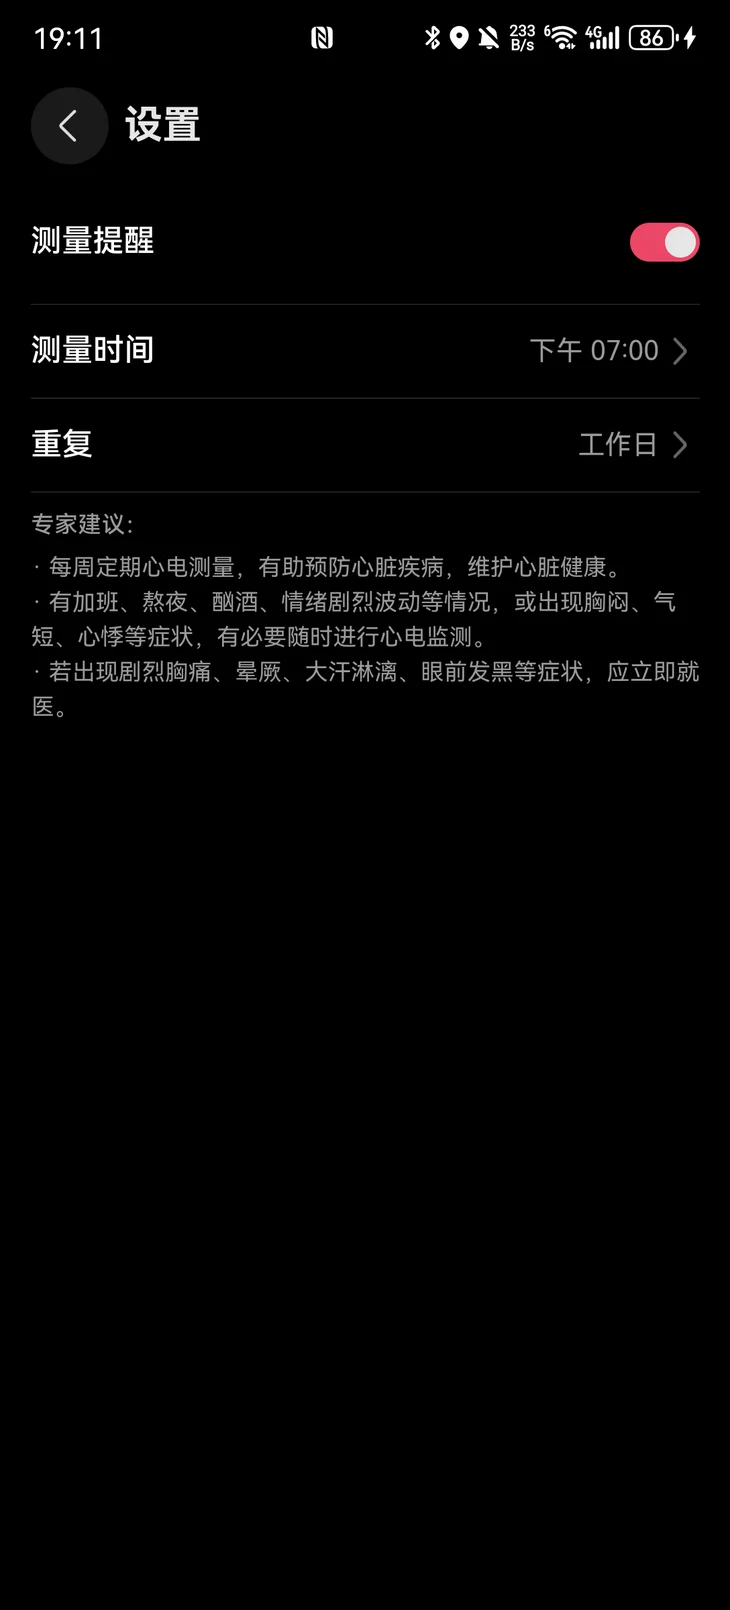 19:11
233 B/s
6
4G
86
设置
测量提醒
测量时间
下午 07:00
重复
工作日
专家建议：
· 每周定期心电测量，有助预防心脏疾病，维护心脏健康。
· 有加班、熬夜、酗酒、情绪剧烈波动等情况，或出现胸闷、气
短、心悸等症状，有必要随时进行心电监测。
· 若出现剧烈胸痛、晕厥、大汗淋漓、眼前发黑等症状，应立即就
医。